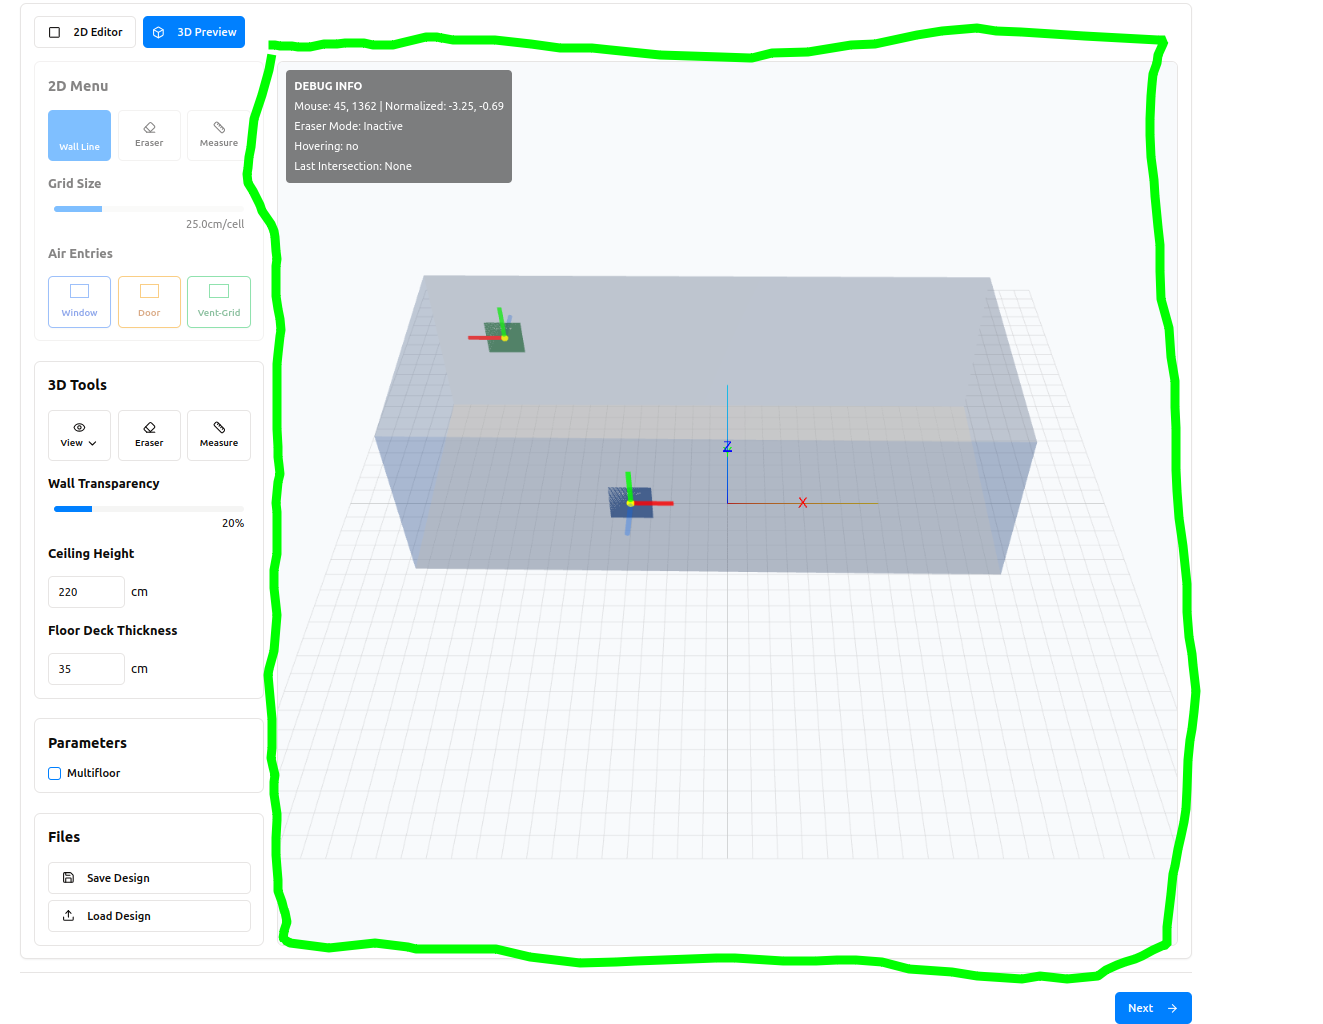 2D Editor
3D Preview
2D Menu
Wall Line
Eraser
Measure
Grid Size
25.0cm/cell
Air Entries
Window
Door
Vent-Grid
3D Tools
View
Eraser
Measure
Wall Transparency
20%
Ceiling Height
220 cm
Floor Deck Thickness
35 cm
Parameters
Multifloor
Files
Save Design
Load Design
DEBUG INFO
Mouse: 45, 1362 | Normalized: -3.25, -0.69
Eraser Mode: Inactive
Hovering: no
Last Intersection: None
Z
X
Next